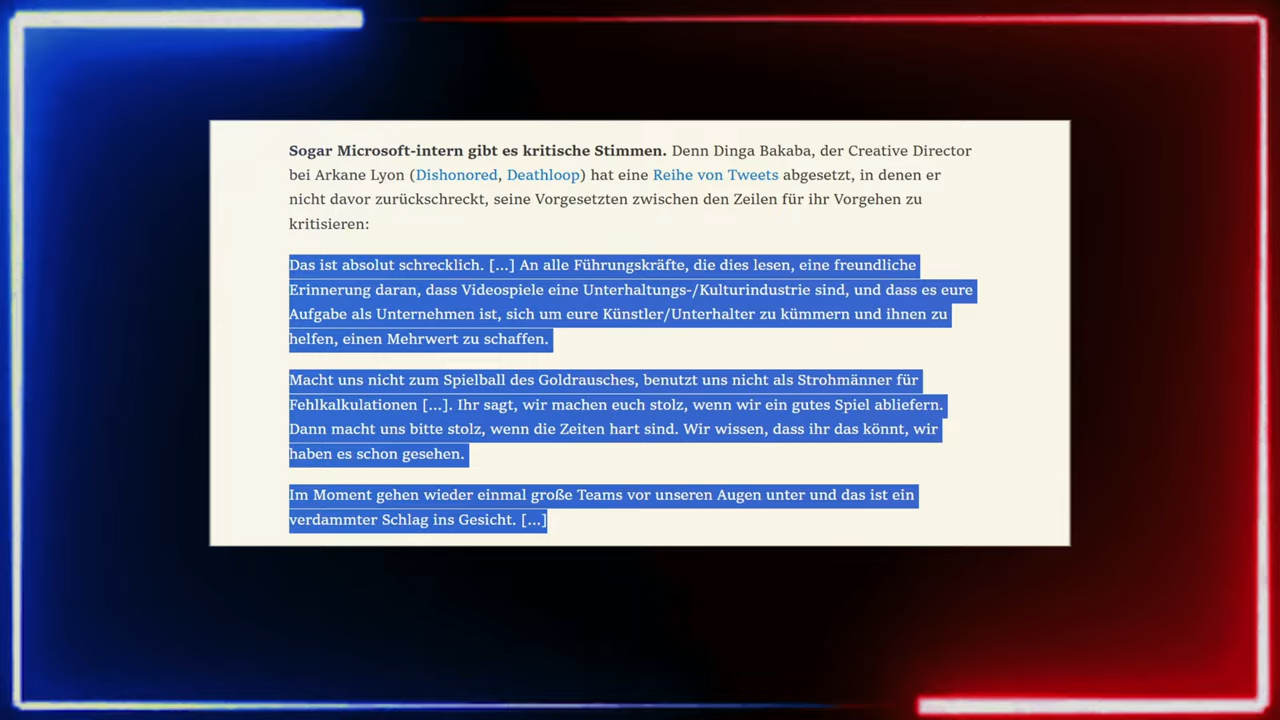 Sogar Microsoft-intern gibt es kritische Stimmen. Denn Dinga Bakaba, der Creative Director
bei Arkane Lyon (Dishonored, Deathloop) hat eine Reihe von Tweets abgesetzt, in denen er
nicht davor zurückschreckt, seine Vorgesetzten zwischen den Zeilen für ihr Vorgehen zu
kritisieren:
Das ist absolut schrecklich. [...] An alle Führungskräfte, die dies lesen, eine freundliche
Erinnerung daran, dass Videospiele eine Unterhaltungs-/Kulturindustrie sind, und dass es eure
Aufgabe als Unternehmen ist, sich um eure Künstler/Unterhalter zu kümmern und ihnen zu
helfen, einen Mehrwert zu schaffen.
Macht uns nicht zum Spielball des Goldrausches, benutzt uns nicht als Strohmänner für
Fehlkalkulationen [...]. Ihr sagt, wir machen euch stolz, wenn wir ein gutes Spiel abliefern.
Dann macht uns bitte stolz, wenn die Zeiten hart sind. Wir wissen, dass ihr das könnt, wir
haben es schon gesehen.
Im Moment gehen wieder einmal große Teams vor unseren Augen unter und das ist ein
verdammter Schlag ins Gesicht. [...]